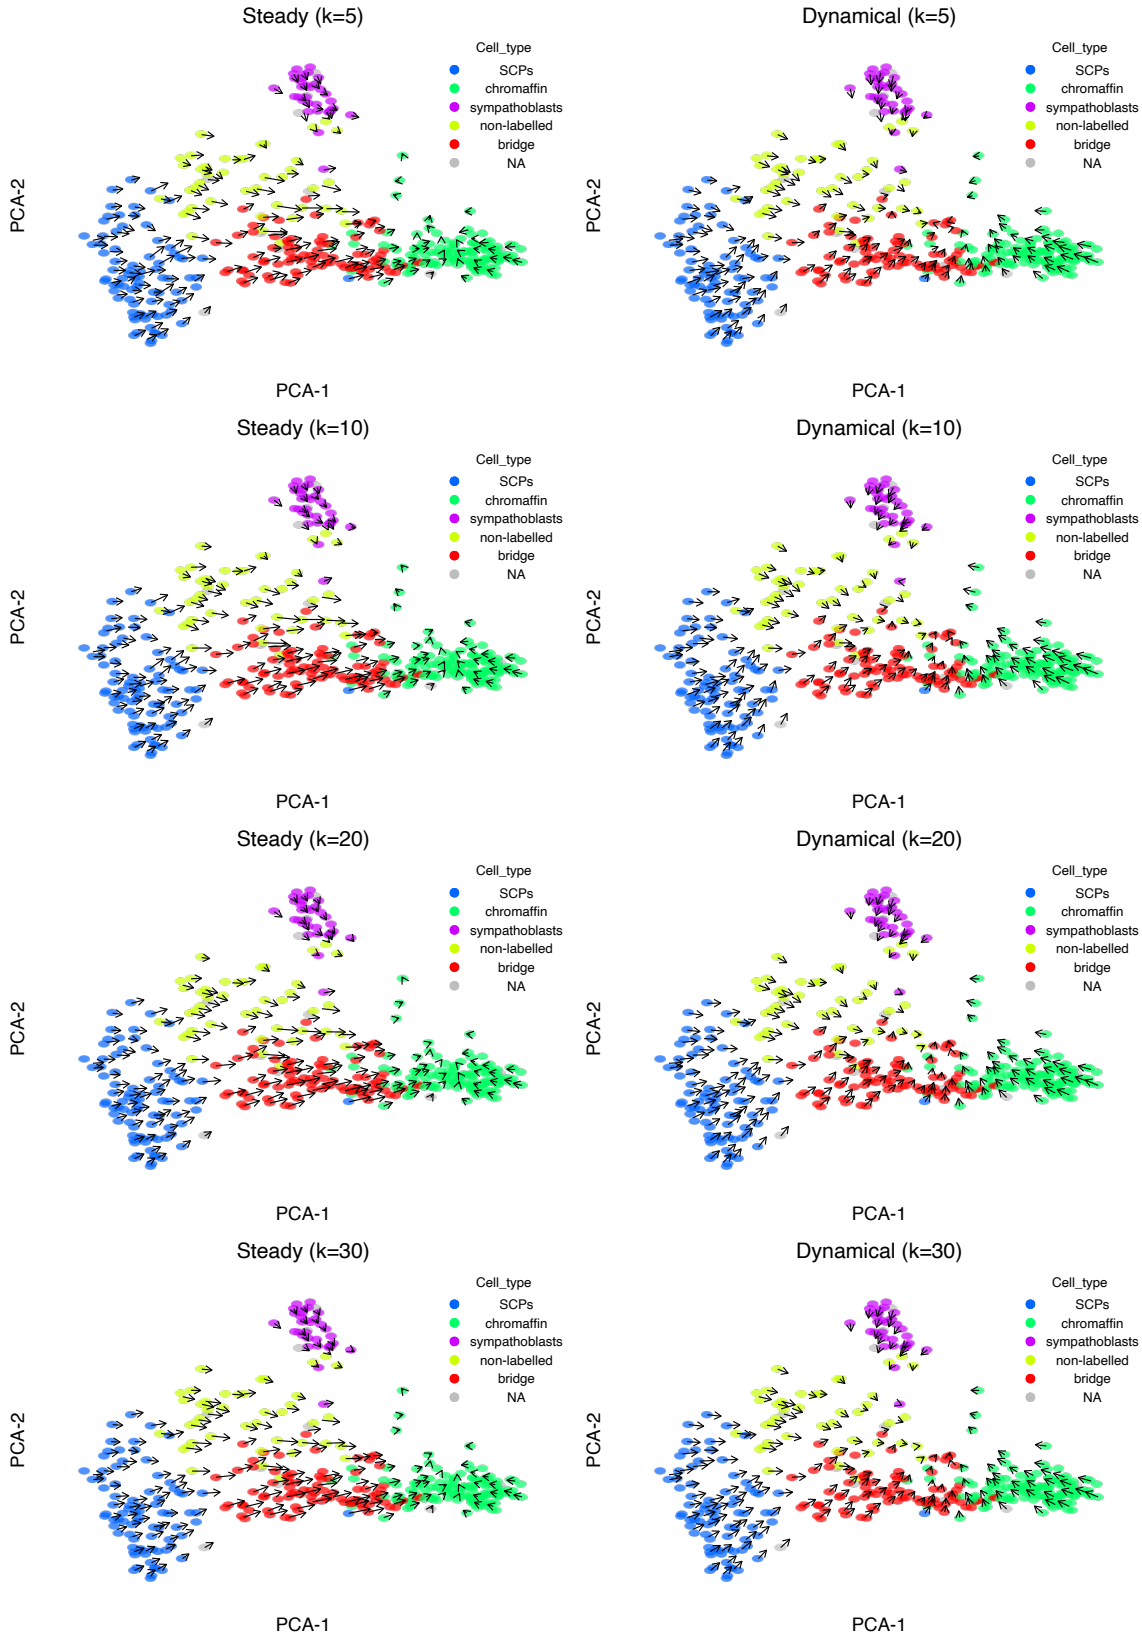 Steady (k=5)
Cell_type
SCPs
chromaffin
sympathoblasts
non-labelled
bridge
NA
PCA-2
PCA-1
Dynamical (k=5)
Cell_type
SCPs
chromaffin
sympathoblasts
non-labelled
bridge
NA
PCA-2
PCA-1
Steady (k=10)
Cell_type
SCPs
chromaffin
sympathoblasts
non-labelled
bridge
NA
PCA-2
PCA-1
Dynamical (k=10)
Cell_type
SCPs
chromaffin
sympathoblasts
non-labelled
bridge
NA
PCA-2
PCA-1
Steady (k=20)
Cell_type
SCPs
chromaffin
sympathoblasts
non-labelled
bridge
NA
PCA-2
PCA-1
Dynamical (k=20)
Cell_type
SCPs
chromaffin
sympathoblasts
non-labelled
bridge
NA
PCA-2
PCA-1
Steady (k=30)
Cell_type
SCPs
chromaffin
sympathoblasts
non-labelled
bridge
NA
PCA-2
PCA-1
Dynamical (k=30)
Cell_type
SCPs
chromaffin
sympathoblasts
non-labelled
bridge
NA
PCA-2
PCA-1